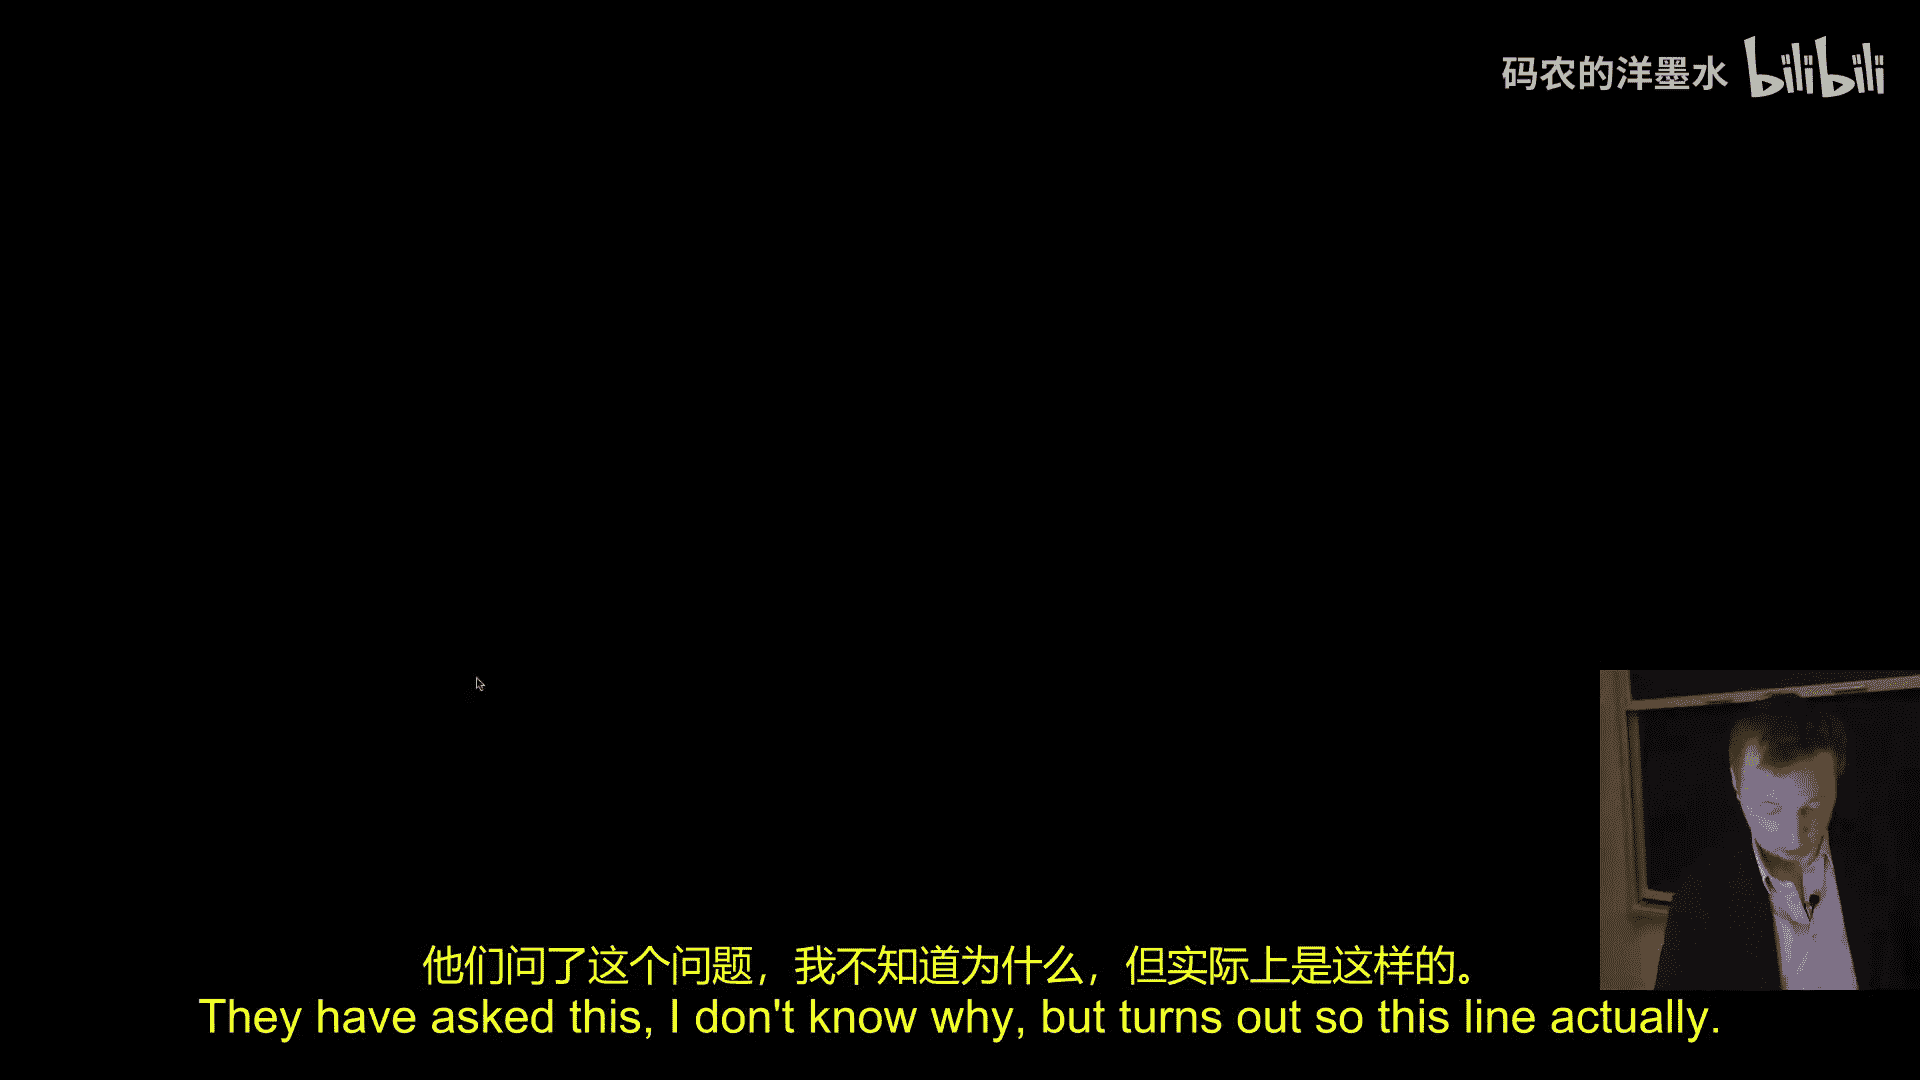 码农的洋墨水 bilibili
他们问了这个问题，我不知道为什么，但实际上是这样的。
They have asked this, I don't know why, but turns out so this line actually.